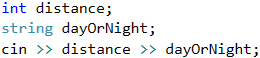 int distance;
string dayOrNight;
cin >> distance >> dayOrNight;